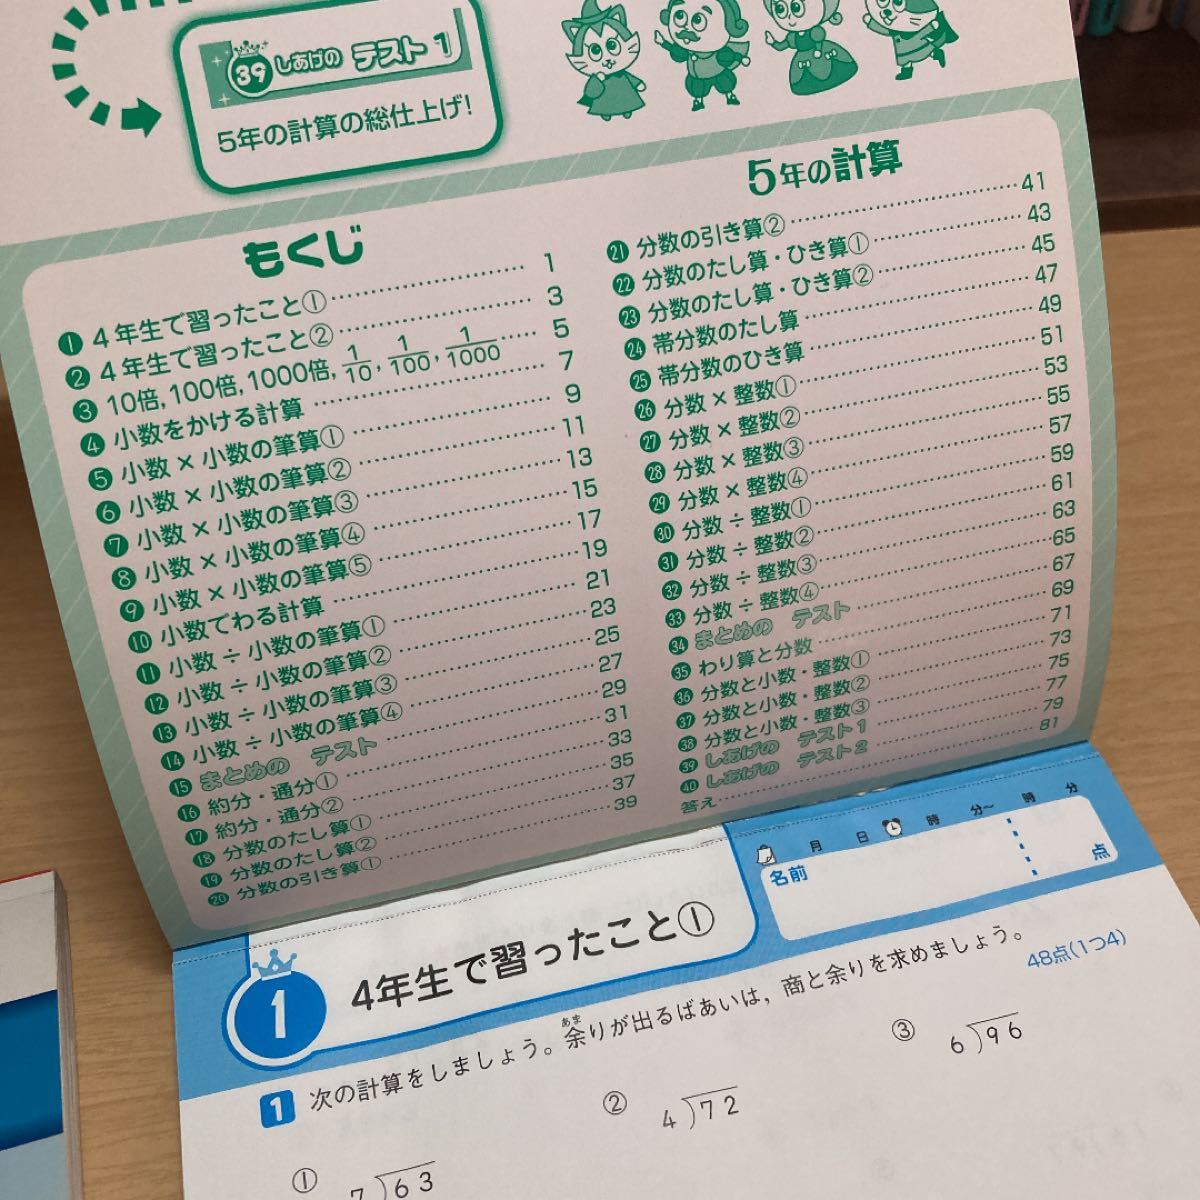 39 しあげの テスト 1
5年の計算の総仕上げ!
もくじ
1 4年生で習ったこと① 1
2 4年生で習ったこと② 3
3 10倍, 100倍, 1000倍, 1/10, 1/100, 1/1000 5
4 小数をかける計算 7
5 小数×小数の筆算① 9
6 小数×小数の筆算② 11
7 小数×小数の筆算③ 13
8 小数×小数の筆算④ 15
9 小数×小数の筆算⑤ 17
10 小数でわる計算 19
11 小数÷小数の筆算① 21
12 小数÷小数の筆算② 23
13 小数÷小数の筆算③ 25
14 小数÷小数の筆算④ 27
15 まとめの テスト 29
16 約分・通分① 31
17 約分・通分② 33
18 分数のたし算① 35
19 分数のたし算② 37
20 分数の引き算① 39
5年の計算
21 分数の引き算② 41
22 分数のたし算・ひき算① 43
23 分数のたし算・ひき算② 45
24 帯分数のたし算 47
25 帯分数のひき算 49
26 分数×整数① 51
27 分数×整数② 53
28 分数×整数③ 55
29 分数×整数④ 57
30 分数÷整数① 59
31 分数÷整数② 61
32 分数÷整数③ 63
33 分数÷整数④ 65
34 まとめの テスト 67
35 わり算と分数 69
36 分数と小数・整数① 71
37 分数と小数・整数② 73
38 分数と小数・整数③ 75
39 しあげの テスト 1 77
40 しあげの テスト 2 79
答え 81
月 日 時 分〜 時 分
名前
点
1 4年生で習ったこと①
1 次の計算をしましょう。余りが出るばあいは, 商と余りを求めましょう。
あま
48点(1つ4)
① 7)63
② 4)72
③ 6)96